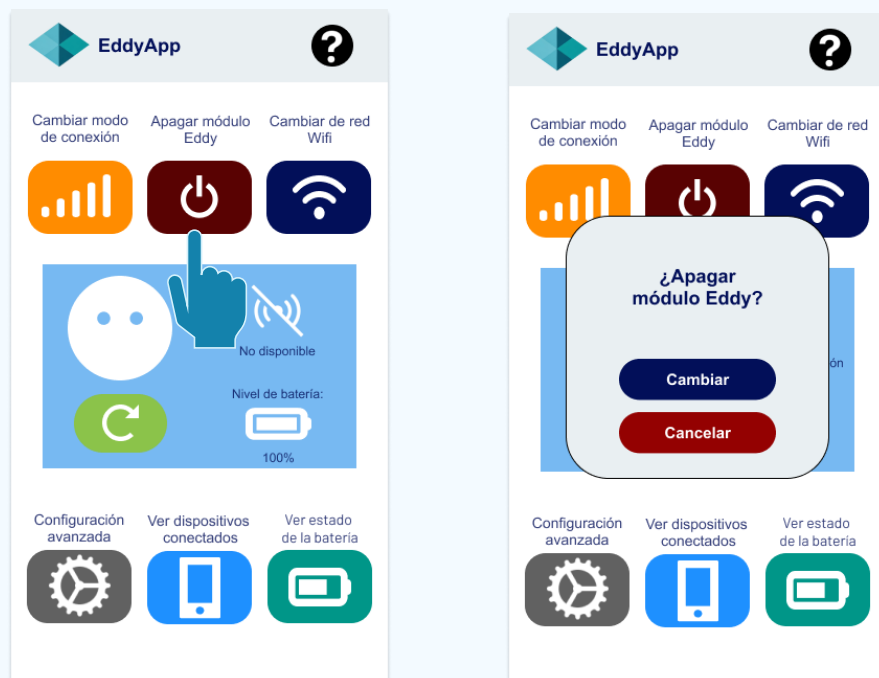 EddyApp
Cambiar modo
de conexión
Apagar módulo
Eddy
Cambiar de red
Wifi
No disponible
Nivel de batería:
100%
Configuración
avanzada
Ver dispositivos
conectados
Ver estado
de la batería
EddyApp
Cambiar modo
de conexión
Apagar módulo
Eddy
Cambiar de red
Wifi
¿Apagar
módulo Eddy?
ón
Cambiar
Cancelar
Configuración
avanzada
Ver dispositivos
conectados
Ver estado
de la batería